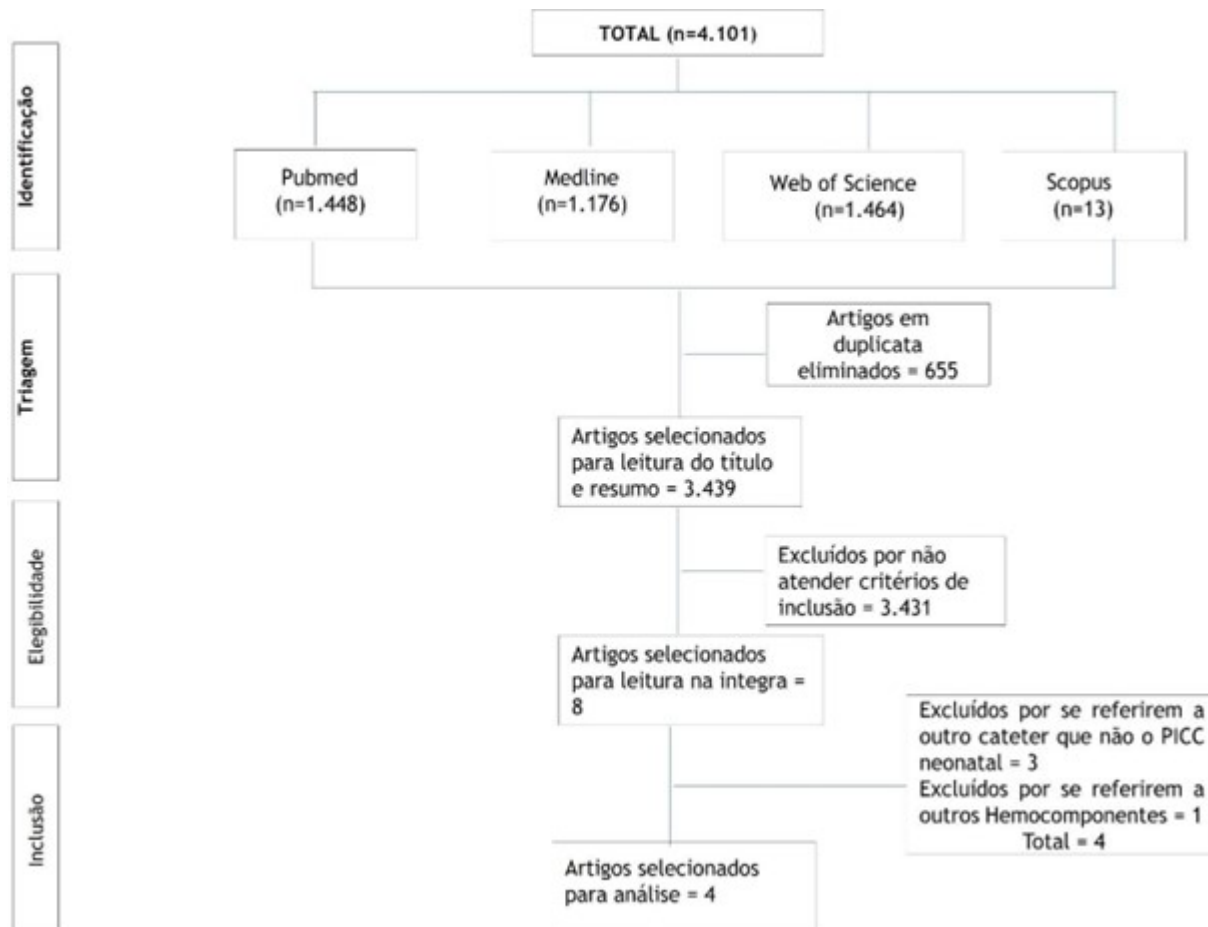 TOTAL (n=4.101)
Identificação
Pubmed
(n=1.448)
Medline
(n=1.176)
Web of Science
(n=1.464)
Scopus
(n=13)
Triagem
Artigos em
duplicata
eliminados = 655
Artigos selecionados
para leitura do título
e resumo = 3.439
Elegibilidade
Excluídos por não
atender critérios de
inclusão = 3.431
Artigos selecionados
para leitura na integra =
8
Inclusão
Excluídos por se referirem a
outro cateter que não o PICC
neonatal = 3
Excluídos por se referirem a
outros Hemocomponentes = 1
Total = 4
Artigos selecionados
para análise = 4